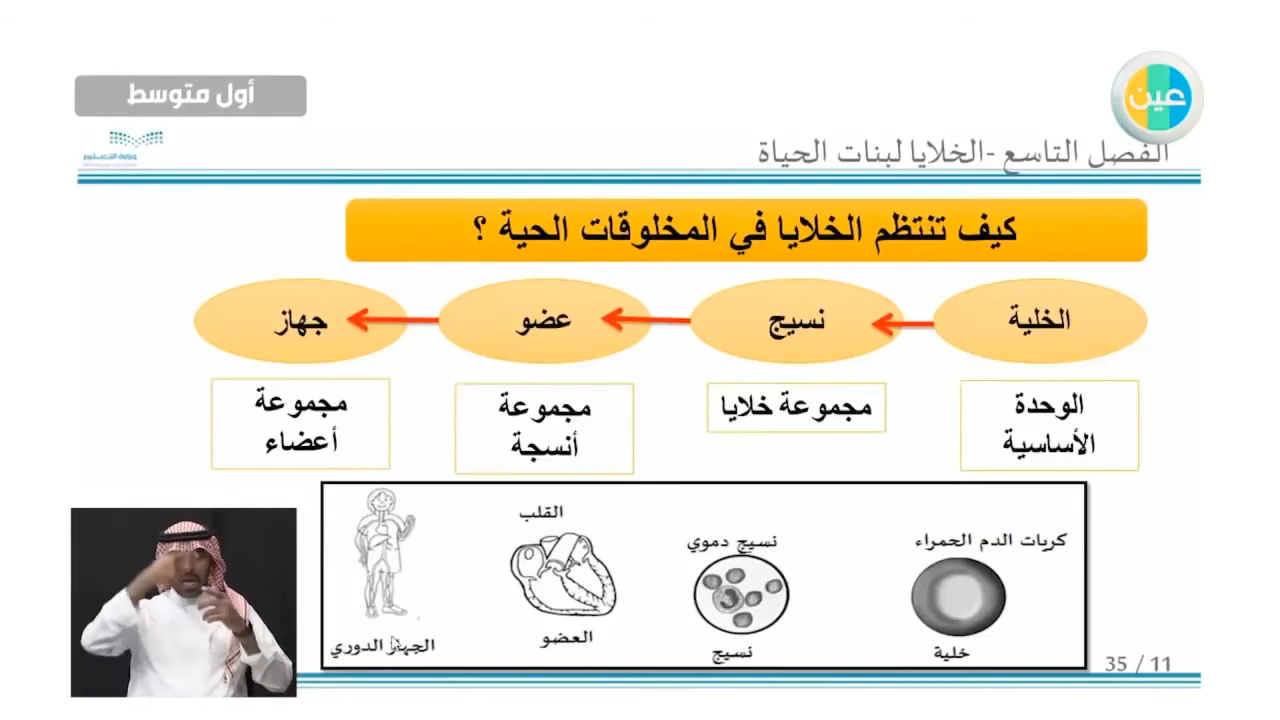 أول متوسط
عين
وزارة التعليم
الفصل التاسع -الخلايا لبنات الحياة
كيف تنتظم الخلايا في المخلوقات الحية ؟
الخلية
نسيج
عضو
جهاز
الوحدة
الأساسية
مجموعة خلايا
مجموعة
أنسجة
مجموعة
أعضاء
كريات الدم الحمراء
خلية
نسيج دموي
نسيج
القلب
العضو
الجهاز الدوري
35 / 11